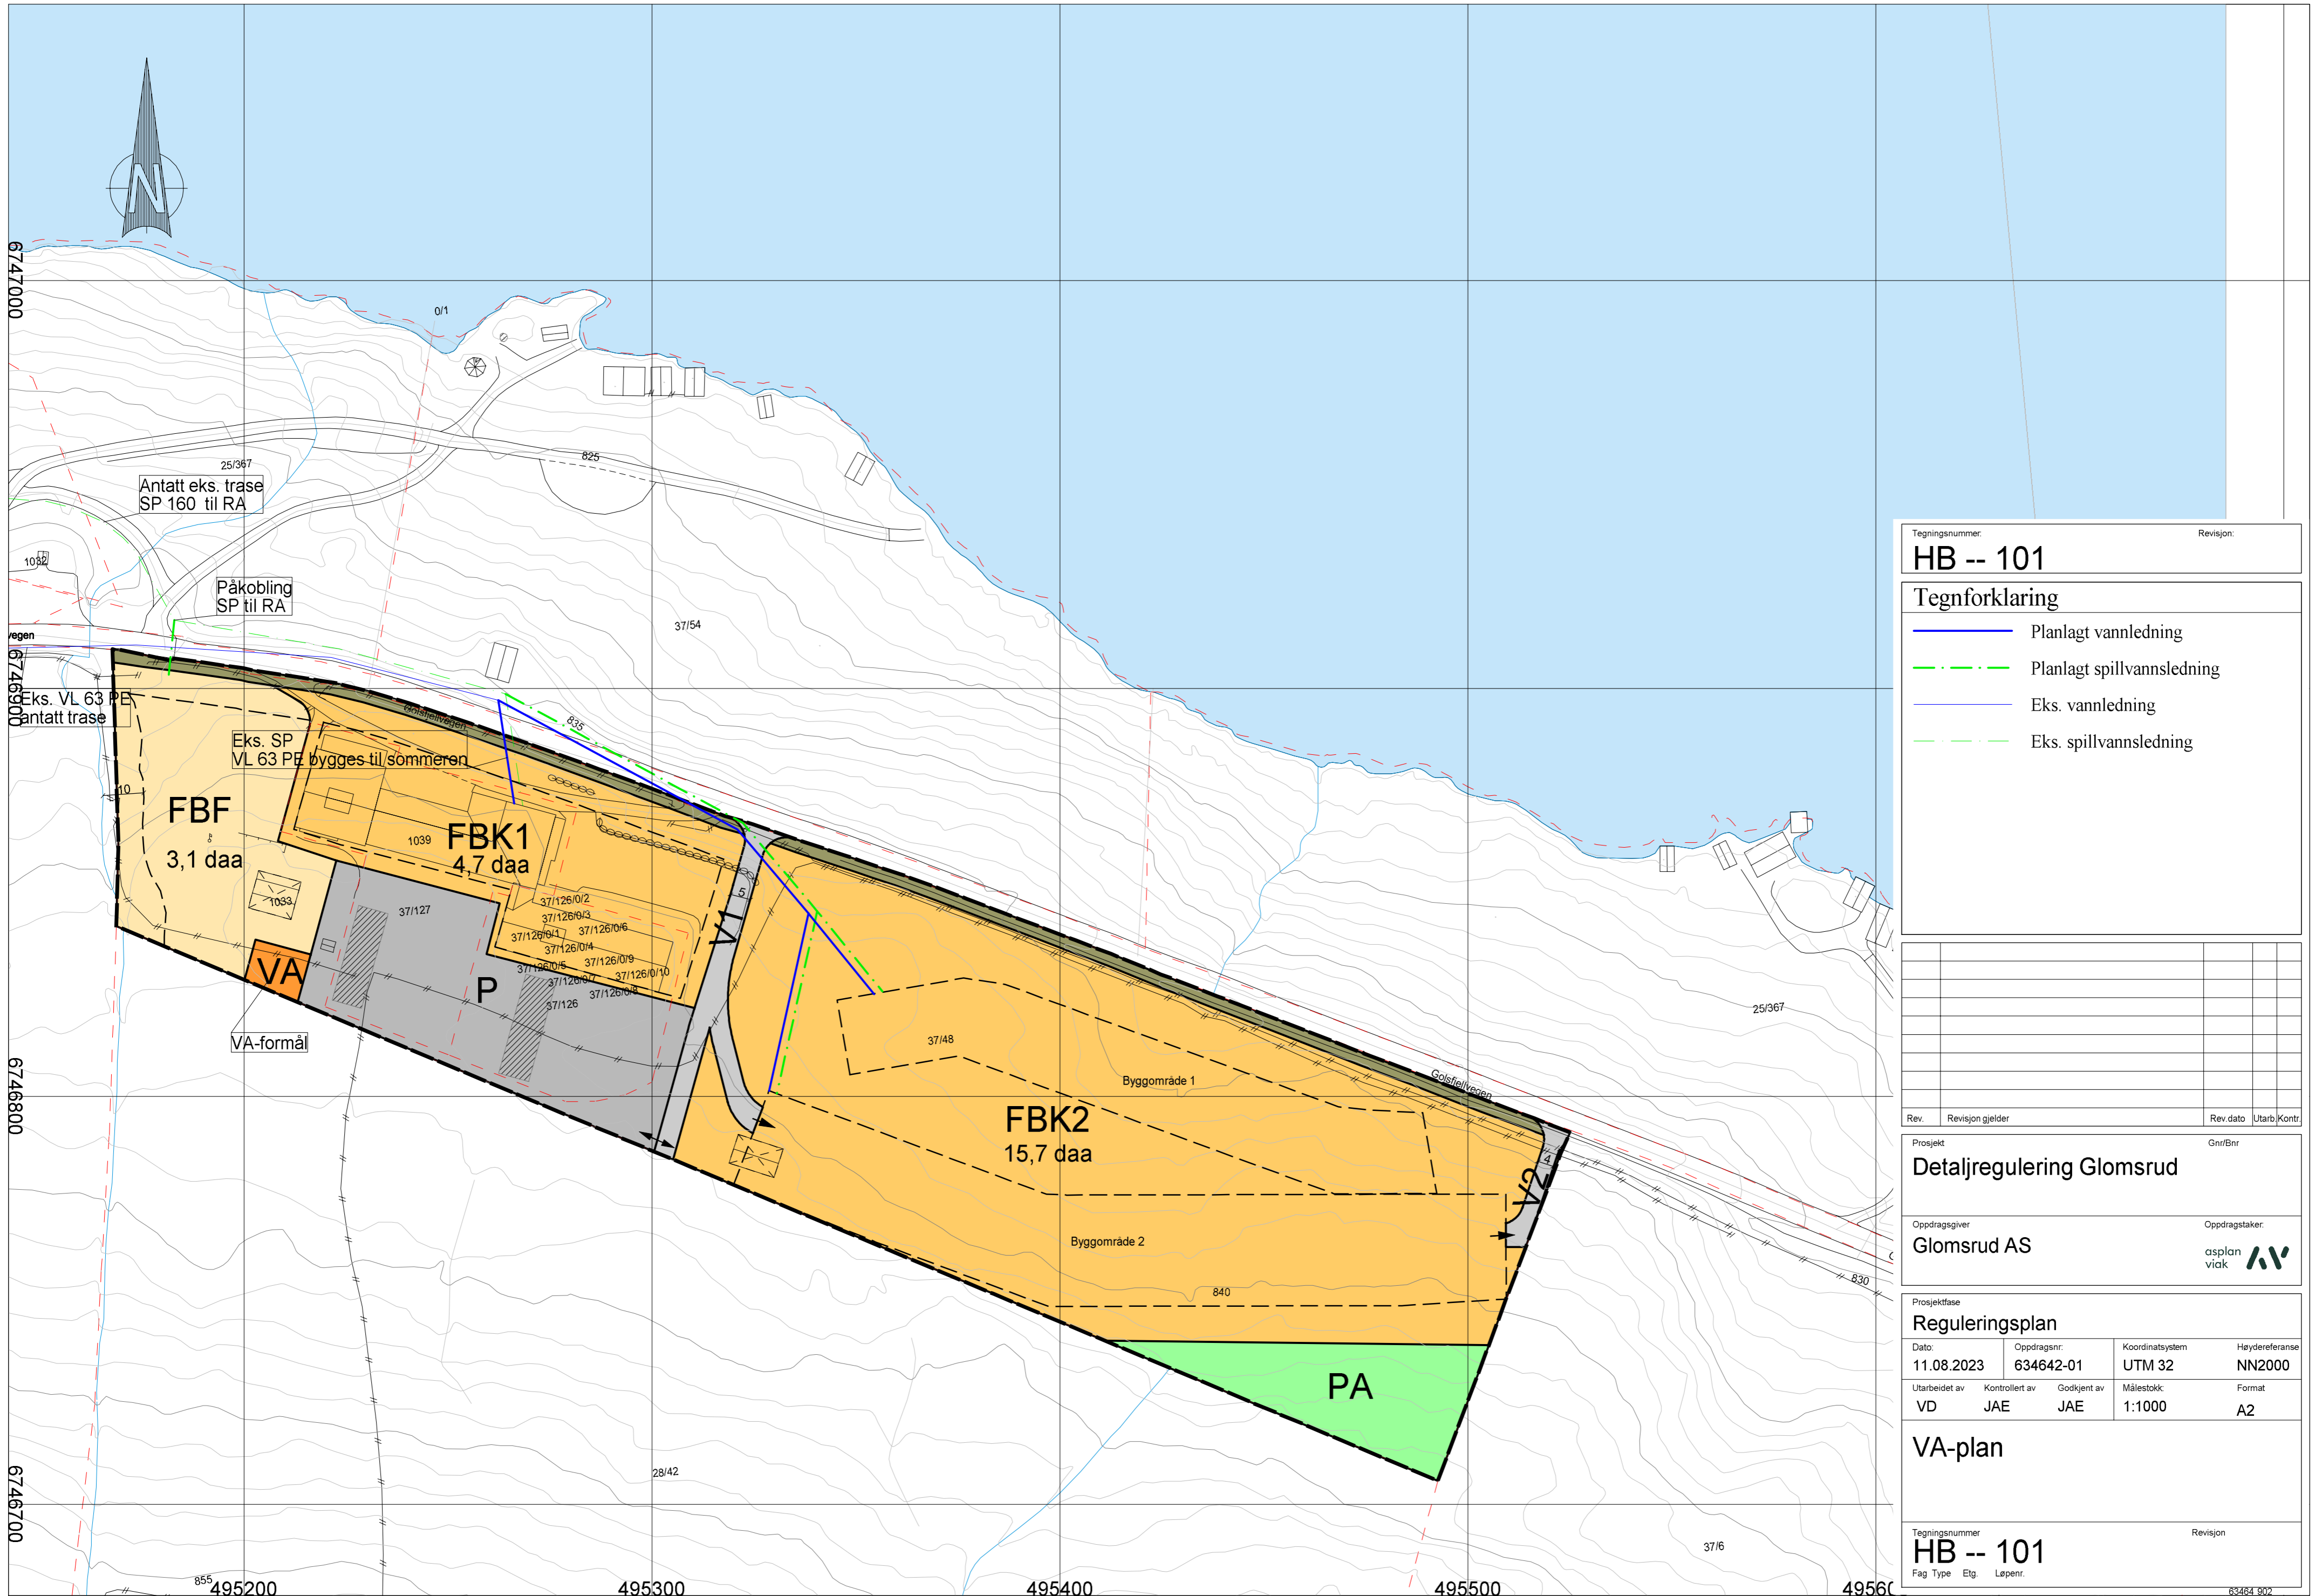 N
6747000
6746900
6746800
6746700
495200
495300
495400
495500
0/1
825
25/367
Antatt eks. trase
SP 160 til RA
1032
Påkobling
SP til RA
37/54
vegen
Eks. VL 63 PE
antatt trase
Golsfjellvegen
835
Eks. SP
VL 63 PE bygges til sommeren
10
FBF
3,1 daa
1039
FBK1
4,7 daa
1033
37/127
37/126/0/2
37/126/0/3
37/126/0/1
37/126/0/6
37/126/0/4
37/126/0/5
37/126/0/9
37/126/0/7
37/126/0/10
37/126/0/8
37/126
5
V1
VA
P
VA-formål
37/48
Byggområde 1
FBK2
15,7 daa
Byggområde 2
840
Golsfjellvegen
4
V2
25/367
830
PA
28/42
37/6
855
Tegningsnummer:
Revisjon:
HB -- 101
Tegnforklaring
Planlagt vannledning
Planlagt spillvannsledning
Eks. vannledning
Eks. spillvannsledning
Rev. Revisjon gjelder Rev.dato Utarb. Kontr.
Prosjekt
Gnr/Bnr
Detaljregulering Glomsrud
Oppdragsgiver
Oppdragstaker:
Glomsrud AS
asplan
viak
Prosjektfase
Reguleringsplan
Dato: Oppdragsnr: Koordinatsystem Høydereferanse
11.08.2023 634642-01 UTM 32 NN2000
Utarbeidet av Kontrollert av Godkjent av Målestokk: Format
VD JAE JAE 1:1000 A2
VA-plan
Tegningsnummer
Revisjon
HB -- 101
Fag Type Etg. Løpenr.
63464 902